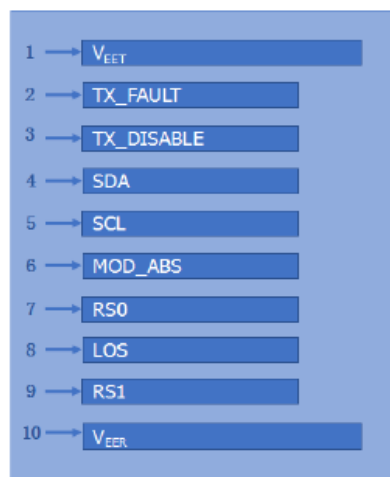 1 VEET
2 TX_FAULT
3 TX_DISABLE
4 SDA
5 SCL
6 MOD_ABS
7 RS0
8 LOS
9 RS1
10 VEER